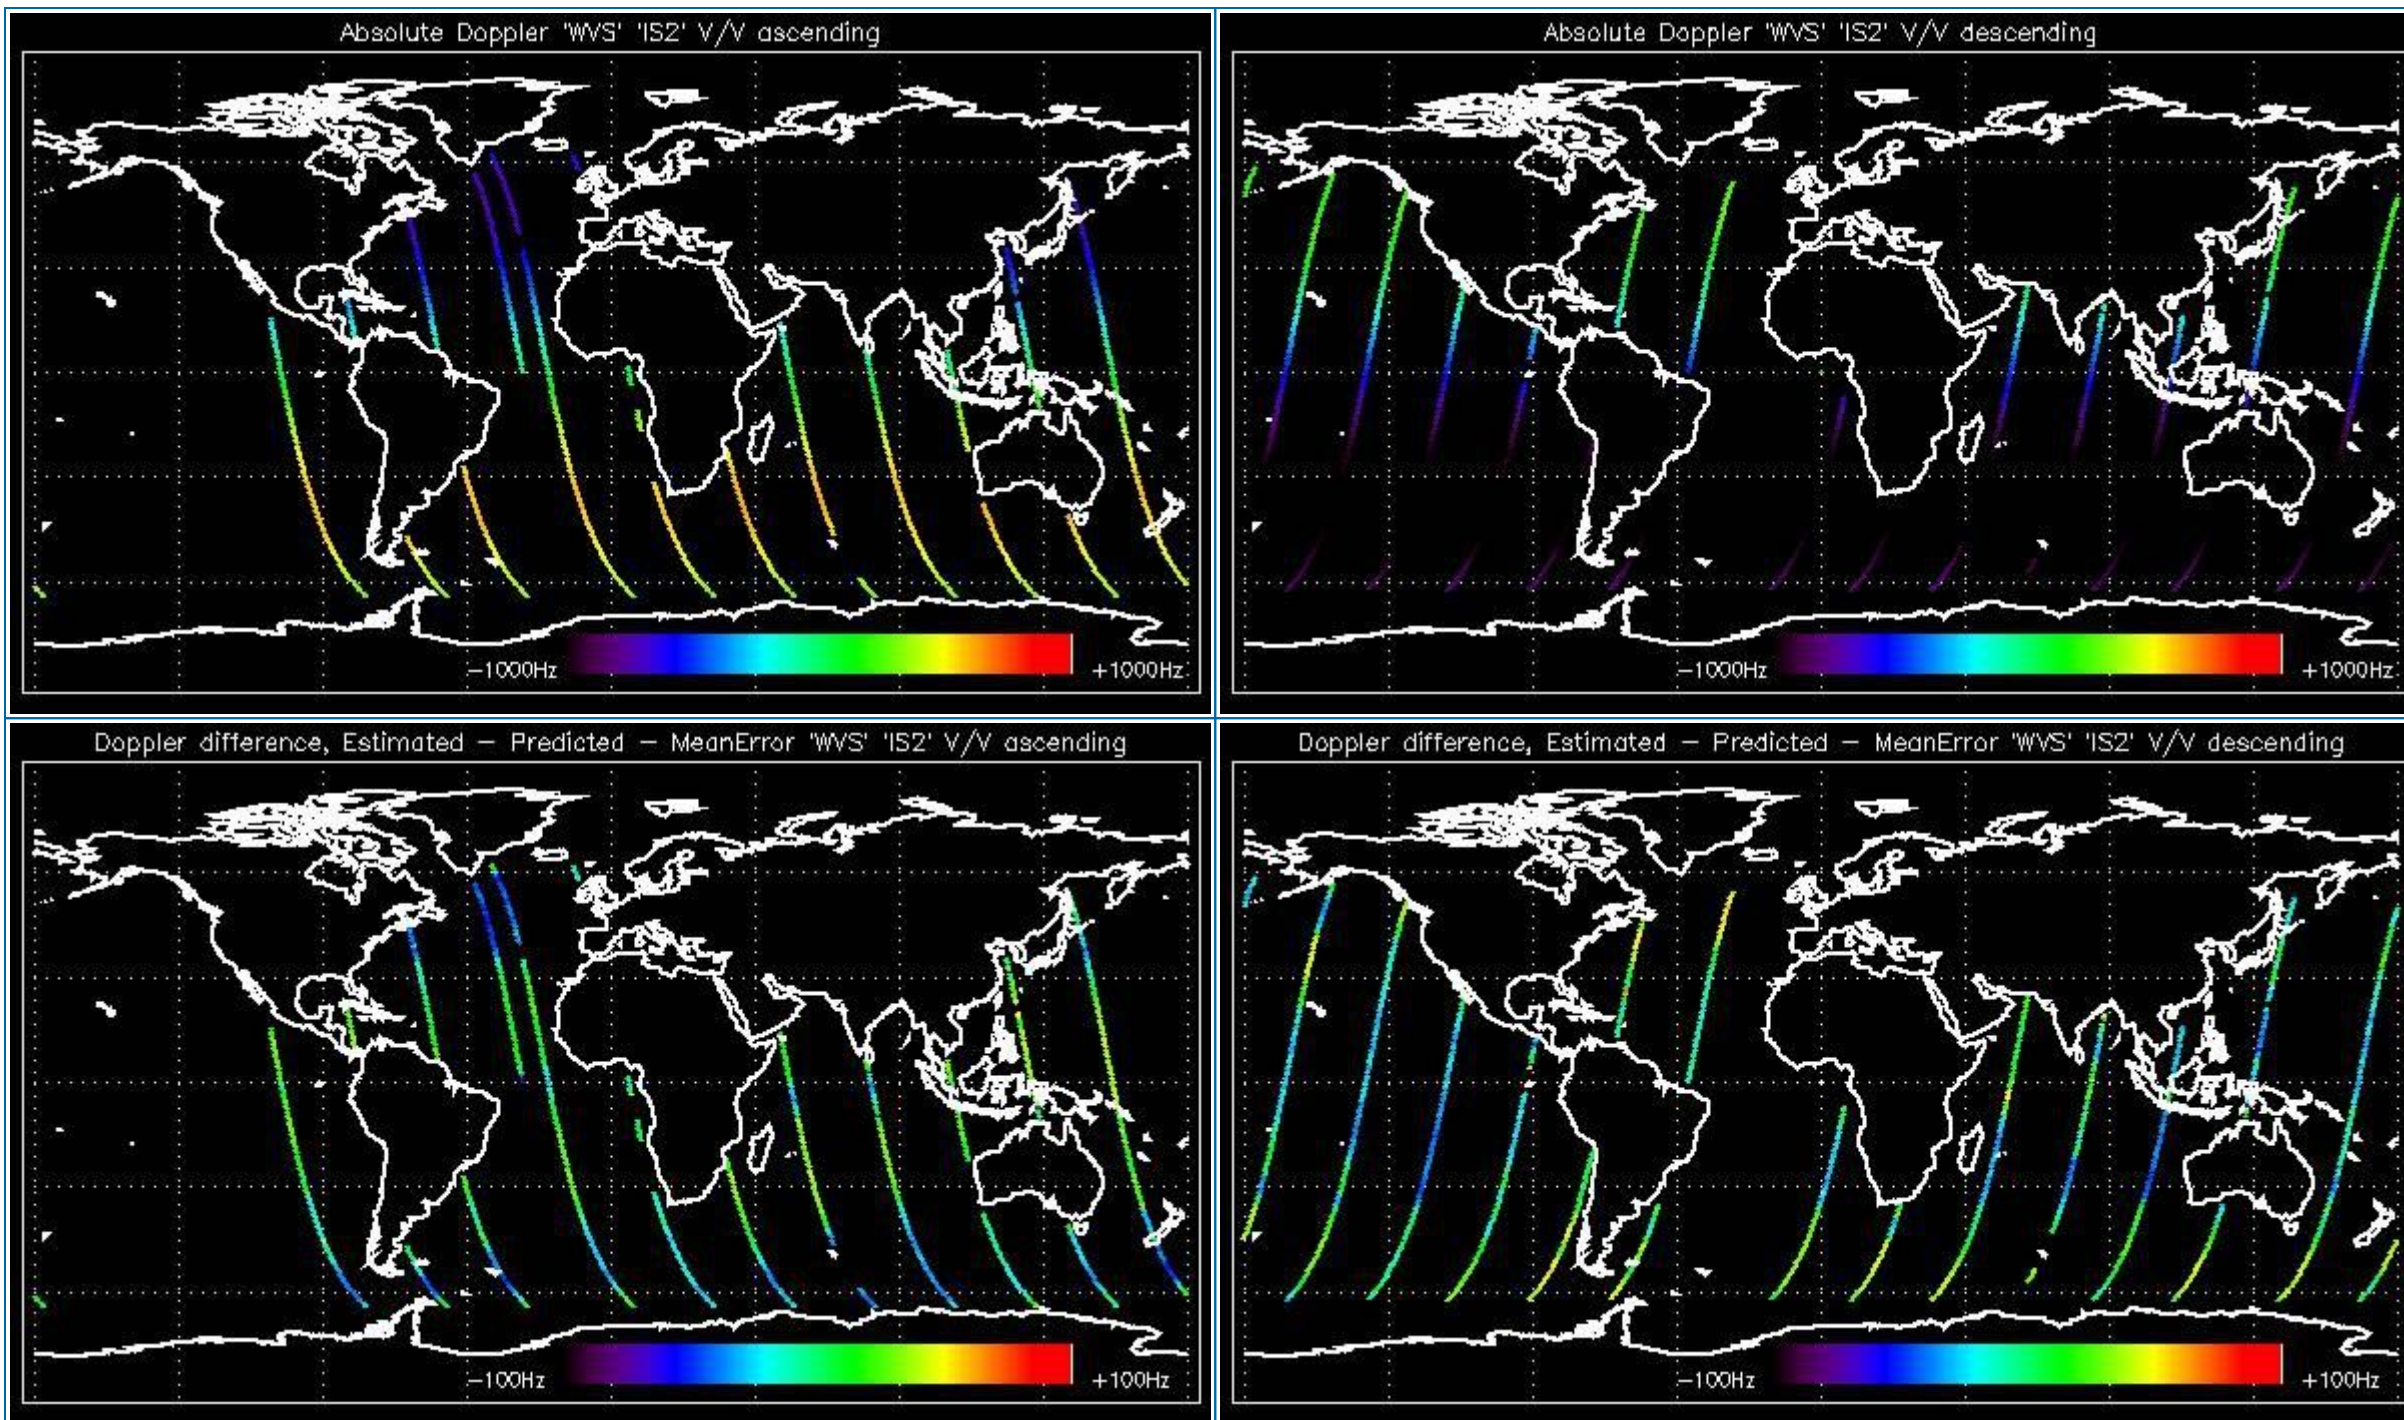 Absolute Doppler 'WVS' 'IS2' V/V ascending
-1000Hz
+1000Hz
Absolute Doppler 'WVS' 'IS2' V/V descending
-1000Hz
+1000Hz
Doppler difference, Estimated - Predicted - MeanError 'WVS' 'IS2' V/V ascending
-100Hz
+100Hz
Doppler difference, Estimated - Predicted - MeanError 'WVS' 'IS2' V/V descending
-100Hz
+100Hz